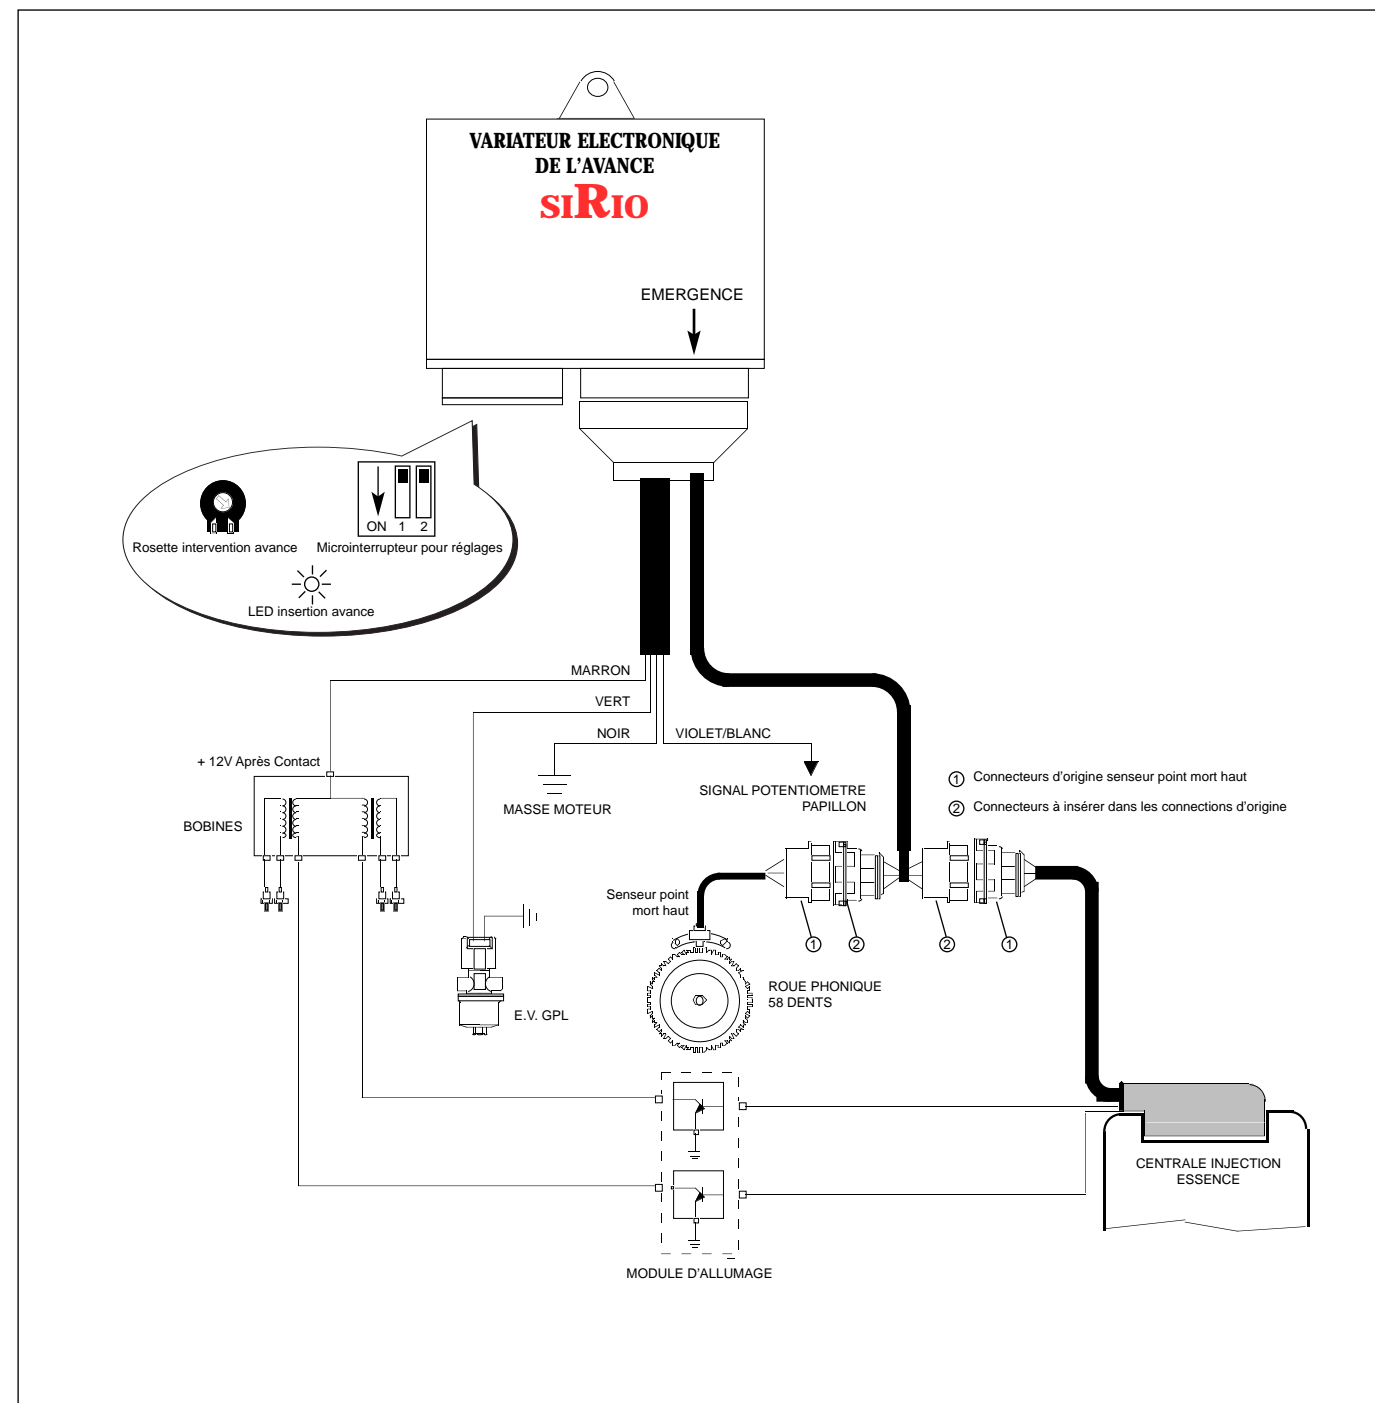 VARIATEUR ELECTRONIQUE
DE L'AVANCE
SIRIO
EMERGENCE
ON 1 2
Rosette intervention avance
Microinterrupteur pour réglages
LED insertion avance
MARRON
VERT
NOIR
VIOLET/BLANC
+ 12V Après Contact
MASSE MOTEUR
SIGNAL POTENTIOMETRE
PAPILLON
1 Connecteurs d'origine senseur point mort haut
2 Connecteurs à insérer dans les connections d'origine
BOBINES
Senseur point
mort haut
1 2 2 1
ROUE PHONIQUE
58 DENTS
E.V. GPL
CENTRALE INJECTION
ESSENCE
MODULE D'ALLUMAGE